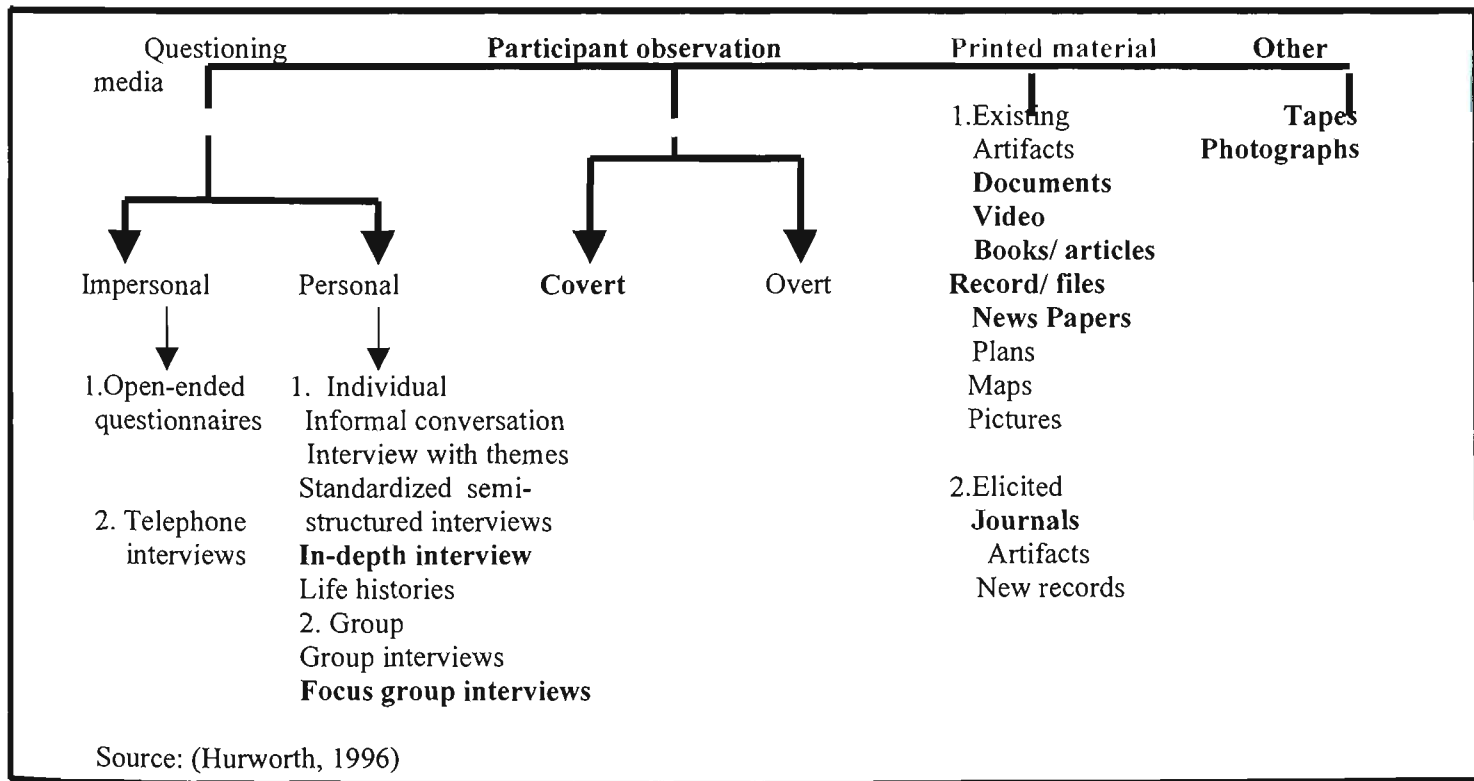 Questioning Participant observation Printed material Other
media
1.Existing Tapes
Artifacts Photographs
Documents
Video
Books/ articles
Impersonal Personal Covert Overt Record/ files
News Papers
Plans
1.Open-ended 1. Individual Maps
questionnaires Informal conversation Pictures
Interview with themes
Standardized semi- 2.Elicited
2. Telephone structured interviews Journals
interviews In-depth interview Artifacts
Life histories New records
2. Group
Group interviews
Focus group interviews
Source: (Hurworth, 1996)